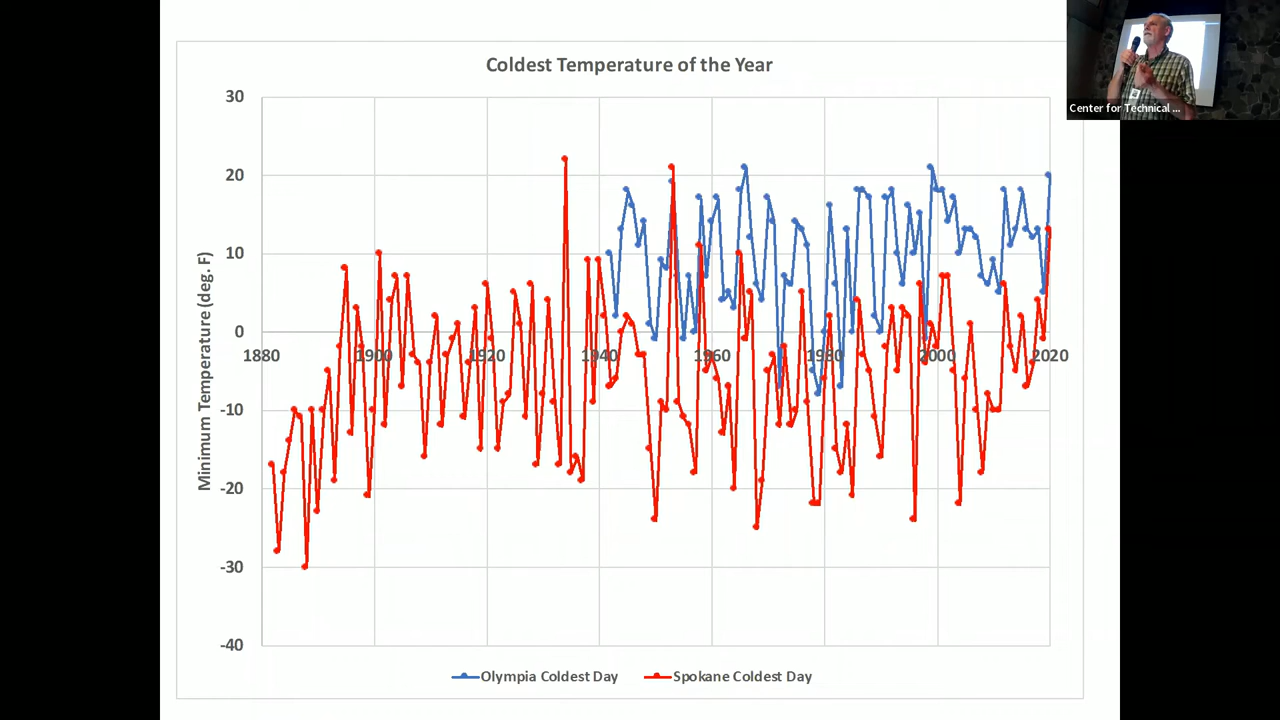 Coldest Temperature of the Year
Center for Technical ...
30
20
10
0
-10
-20
-30
-40
Minimum Temperature (deg. F)
1880 1900 1920 1940 1960 1980 2000 2020
Olympia Coldest Day Spokane Coldest Day